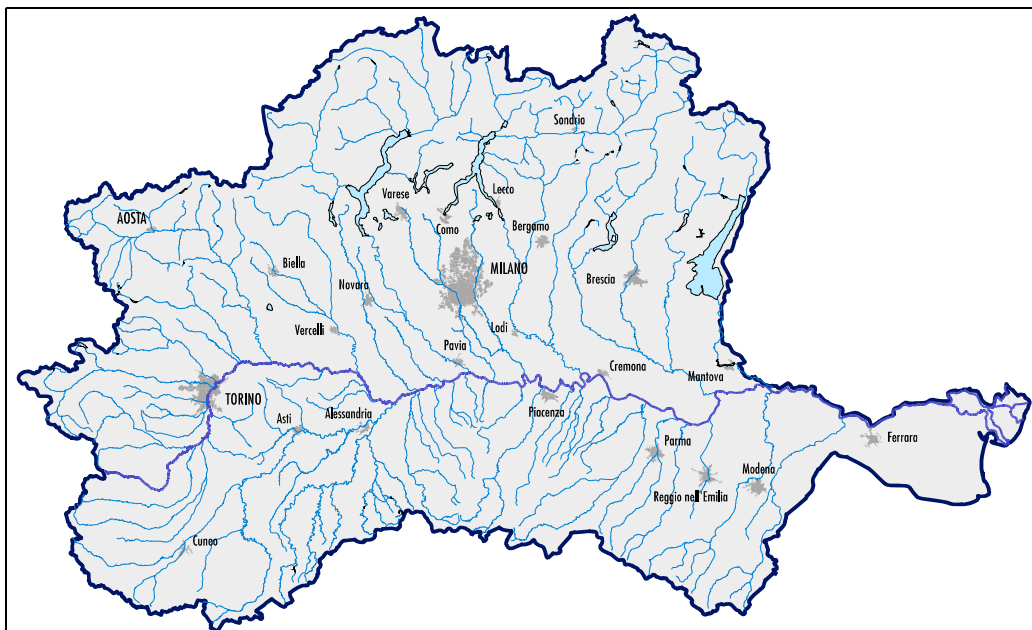 Sondrio
Varese
Lecco
Como
Bergamo
AOSTA
Biella
MILANO
Brescia
Novara
Vercelli
Lodi
Pavia
Cremona
Mantova
TORINO
Asti
Alessandria
Piacenza
Ferrara
Parma
Modena
Reggio nell' Emilia
Cuneo